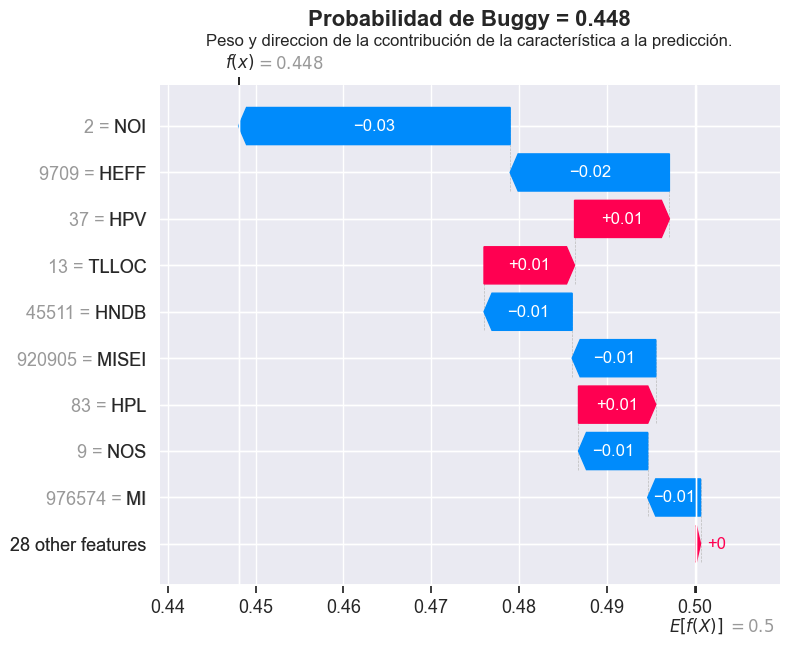 Probabilidad de Buggy = 0.448
Peso y direccion de la ccontribución de la característica a la predicción.
f(x) = 0.448
2 = NOI −0.03
9709 = HEFF −0.02
37 = HPV +0.01
13 = TLLOC +0.01
45511 = HNDB −0.01
920905 = MISEI −0.01
83 = HPL +0.01
9 = NOS −0.01
976574 = MI −0.01
28 other features +0
0.44 0.45 0.46 0.47 0.48 0.49 0.50
E[f(X)] = 0.5